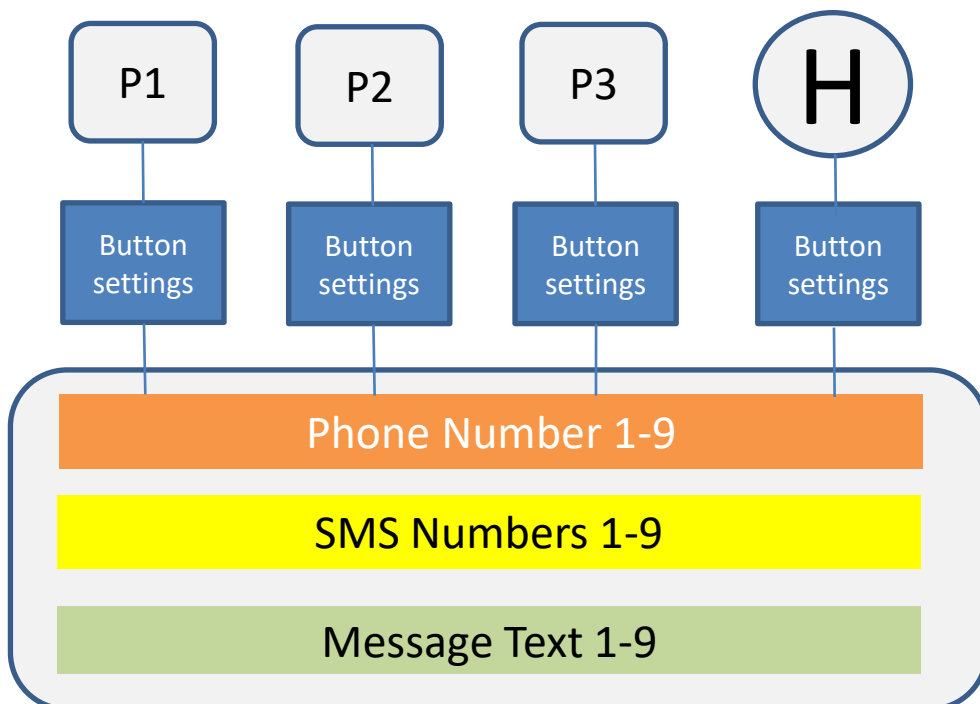 P1
P2
P3
H
Button
settings
Button
settings
Button
settings
Button
settings
Phone Number 1-9
SMS Numbers 1-9
Message Text 1-9